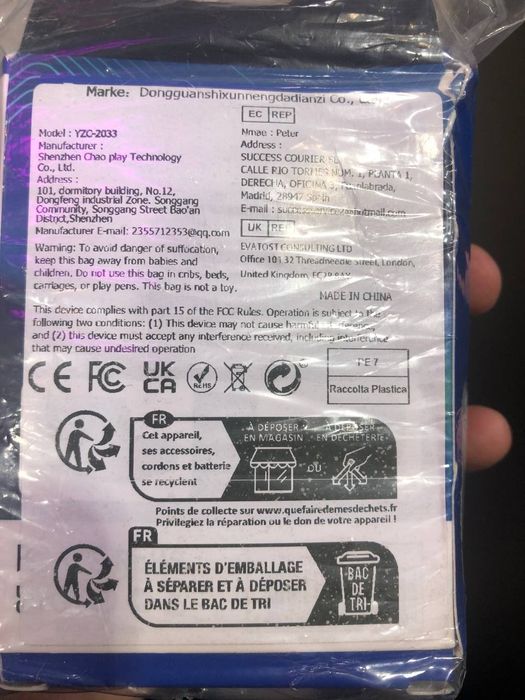 Marke: Dongguanshixunnengdadianzi Co.,
EC REP
Model : YZC-2033
Manufacturer :
Shenzhen Chao play Technology
Co., Ltd.
Address :
101, dormitory building, No.12,
Dongfeng industrial Zone. Songgang
Community, Songgang Street Bao'an
District,Shenzhen
Manufacturer E-mail: 2355712353@qq.com
Nmae : Peter
Address :
SUCCESS COURIER SL
CALLE RIO TORMES NUM. 1, PLANTA 1,
DERECHA, OFICINA 3, Fuenlabrada,
Madrid, 28947 Spain
E-mail :
UK REP
EVATOST CONSULTING LTD
Office 101 32 Threadneedle Street, London,
United Kingdom,
Warning: To avoid danger of suffocation,
keep this bag away from babies and
children. Do not use this bag in cribs, beds,
carriages, or play pens. This bag is not a toy.
MADE IN CHINA
This device complies with part 15 of the FCC Rules. Operation is subject to the
following two conditions: (1) This device may not cause harmful interference,
and (2) this device must accept any interference received, including interference
that may cause undesired operation
CE FC UK CA RoHS
PE 7
Raccolta Plastica
FR
Cet appareil,
ses accessoires,
cordons et batterie
se recyclent
À DÉPOSER
EN MAGASIN
OU
À DÉPOSER
EN DÉCHÈTERIE
Points de collecte sur www.quefairedemesdechets.fr
Privilegiez la réparation ou le don de votre appareil !
FR
ÉLÉMENTS D'EMBALLAGE
À SÉPARER ET À DÉPOSER
DANS LE BAC DE TRI
BAC
DE
TRI